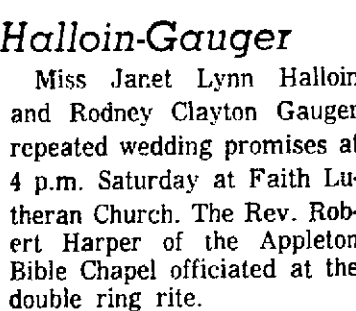 Halloin-Gauger
Miss Janet Lynn Halloin
and Rodney Clayton Gauger
repeated wedding promises at
4 p.m. Saturday at Faith Lu-
theran Church. The Rev. Rob-
ert Harper of the Appleton
Bible Chapel officiated at the
double ring rite.